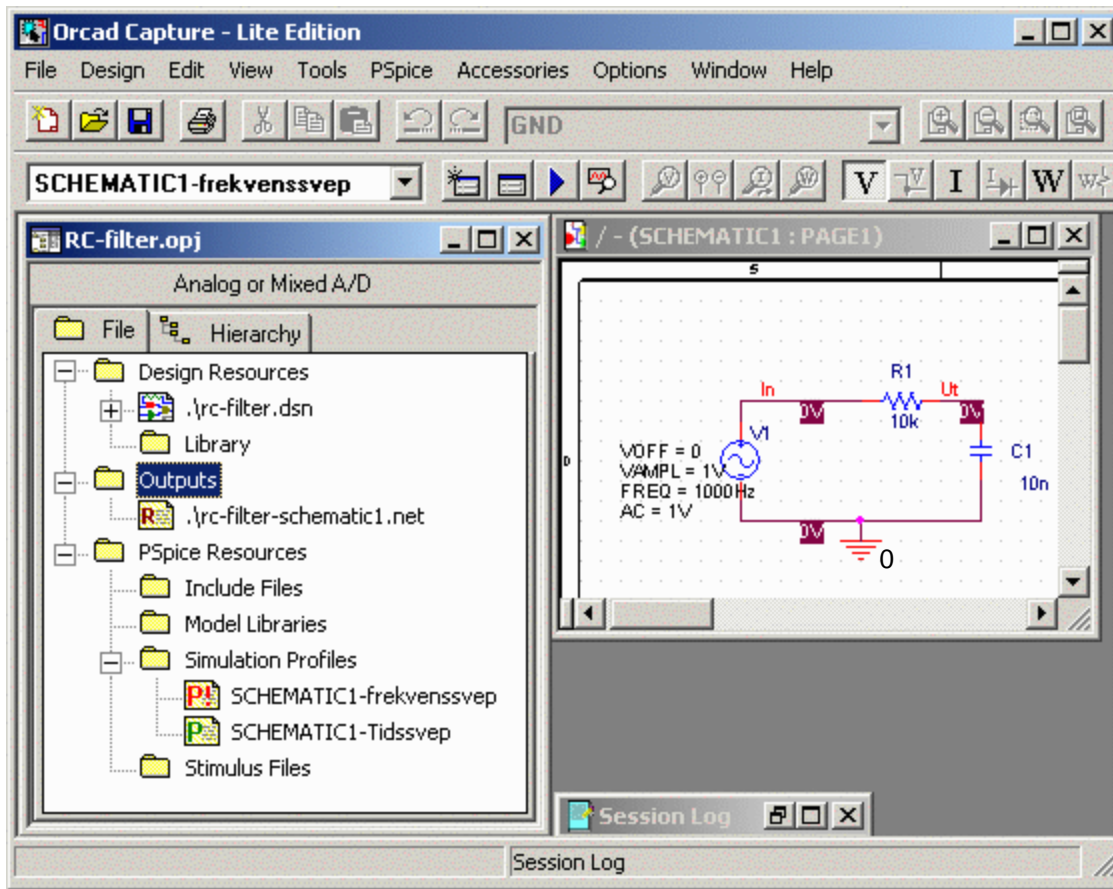 Orcad Capture - Lite Edition
File Design Edit View Tools PSpice Accessories Options Window Help
GND
SCHEMATIC1-frekvenssvep
V V I I W W
RC-filter.opj
Analog or Mixed A/D
File Hierarchy
Design Resources
.\rc-filter.dsn
Library
Outputs
.\rc-filter-schematic1.net
PSpice Resources
Include Files
Model Libraries
Simulation Profiles
SCHEMATIC1-frekvenssvep
SCHEMATIC1-Tidssvep
Stimulus Files
/ - (SCHEMATIC1 : PAGE1)
5
D
In
0V
R1
10k
Ut
0V
V1
VOFF = 0
VAMPL = 1V
FREQ = 1000Hz
AC = 1V
C1
10n
0V
0
Session Log
Session Log